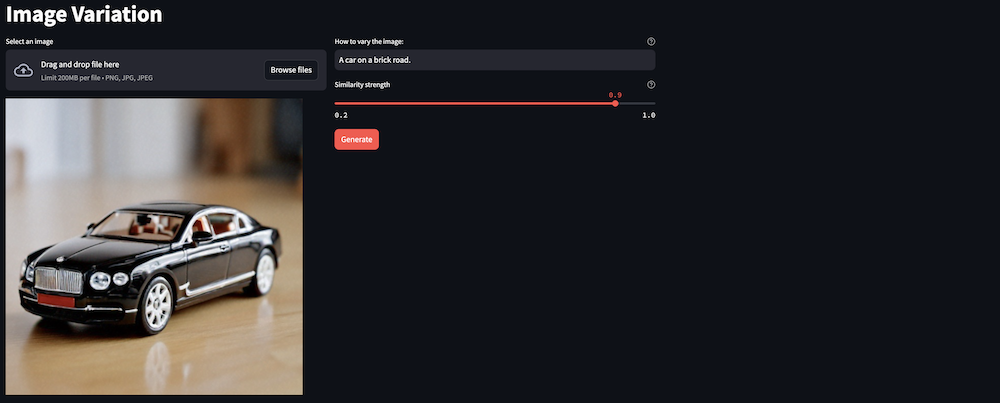 Image Variation
Select an image
Drag and drop file here
Limit 200MB per file • PNG, JPG, JPEG
Browse files
How to vary the image:
A car on a brick road.
Similarity strength
0.9
0.2 1.0
Generate